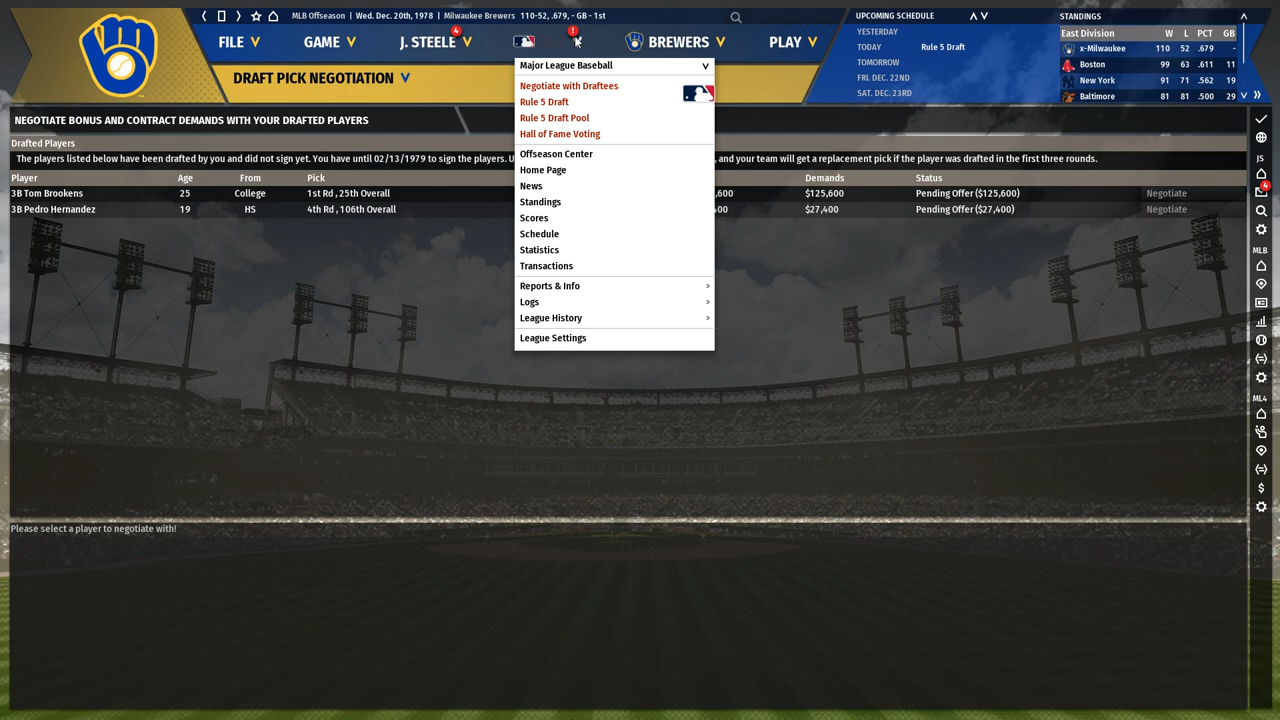 MLB Offseason | Wed. Dec. 20th, 1978 | Milwaukee Brewers 110-52, .679, - GB - 1st
FILE GAME J. STEELE 4 ! BREWERS PLAY
DRAFT PICK NEGOTIATION
UPCOMING SCHEDULE
YESTERDAY
TODAY Rule 5 Draft
TOMORROW
FRI. DEC. 22ND
SAT. DEC. 23RD
STANDINGS
East Division W L PCT GB
x-Milwaukee 110 52 .679 -
Boston 99 63 .611 11
New York 91 71 .562 19
Baltimore 81 81 .500 29
Major League Baseball
Negotiate with Draftees
Rule 5 Draft
Rule 5 Draft Pool
Hall of Fame Voting
Offseason Center
Home Page
News
Standings
Scores
Schedule
Statistics
Transactions
Reports & Info
Logs
League History
League Settings
NEGOTIATE BONUS AND CONTRACT DEMANDS WITH YOUR DRAFTED PLAYERS
Drafted Players
The players listed below have been drafted by you and did not sign yet. You have until 02/13/1979 to sign the players. , and your team will get a replacement pick if the player was drafted in the first three rounds.
Player Age From Pick Demands Status
3B Tom Brookens 25 College 1st Rd , 25th Overall ,600 $125,600 Pending Offer ($125,600) Negotiate
3B Pedro Hernandez 19 HS 4th Rd , 106th Overall 00 $27,400 Pending Offer ($27,400) Negotiate
Please select a player to negotiate with!
JS
4
MLB
ML4
$